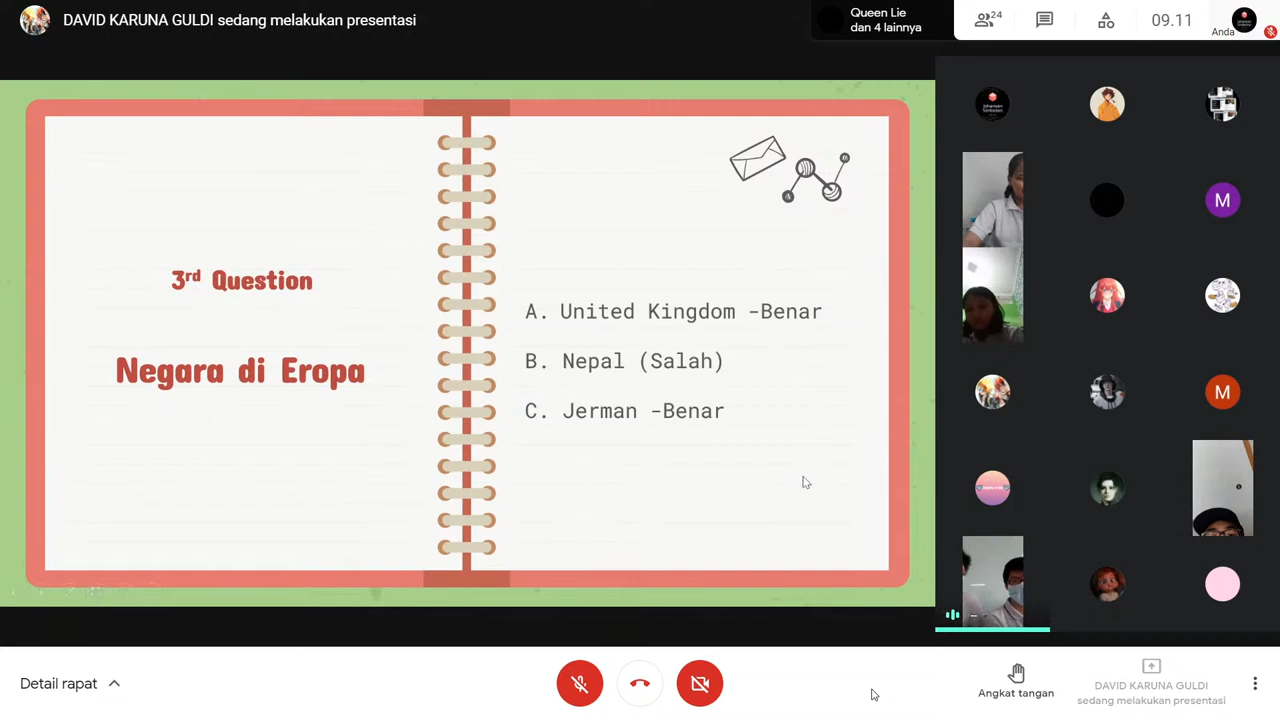 DAVID KARUNA GULDI sedang melakukan presentasi
Queen Lie
dan 4 lainnya
24
09.11
Anda
3rd Question
Negara di Eropa
A. United Kingdom -Benar
B. Nepal (Salah)
C. Jerman -Benar
M
M
Detail rapat
Angkat tangan
DAVID KARUNA GULDI
sedang melakukan presentasi